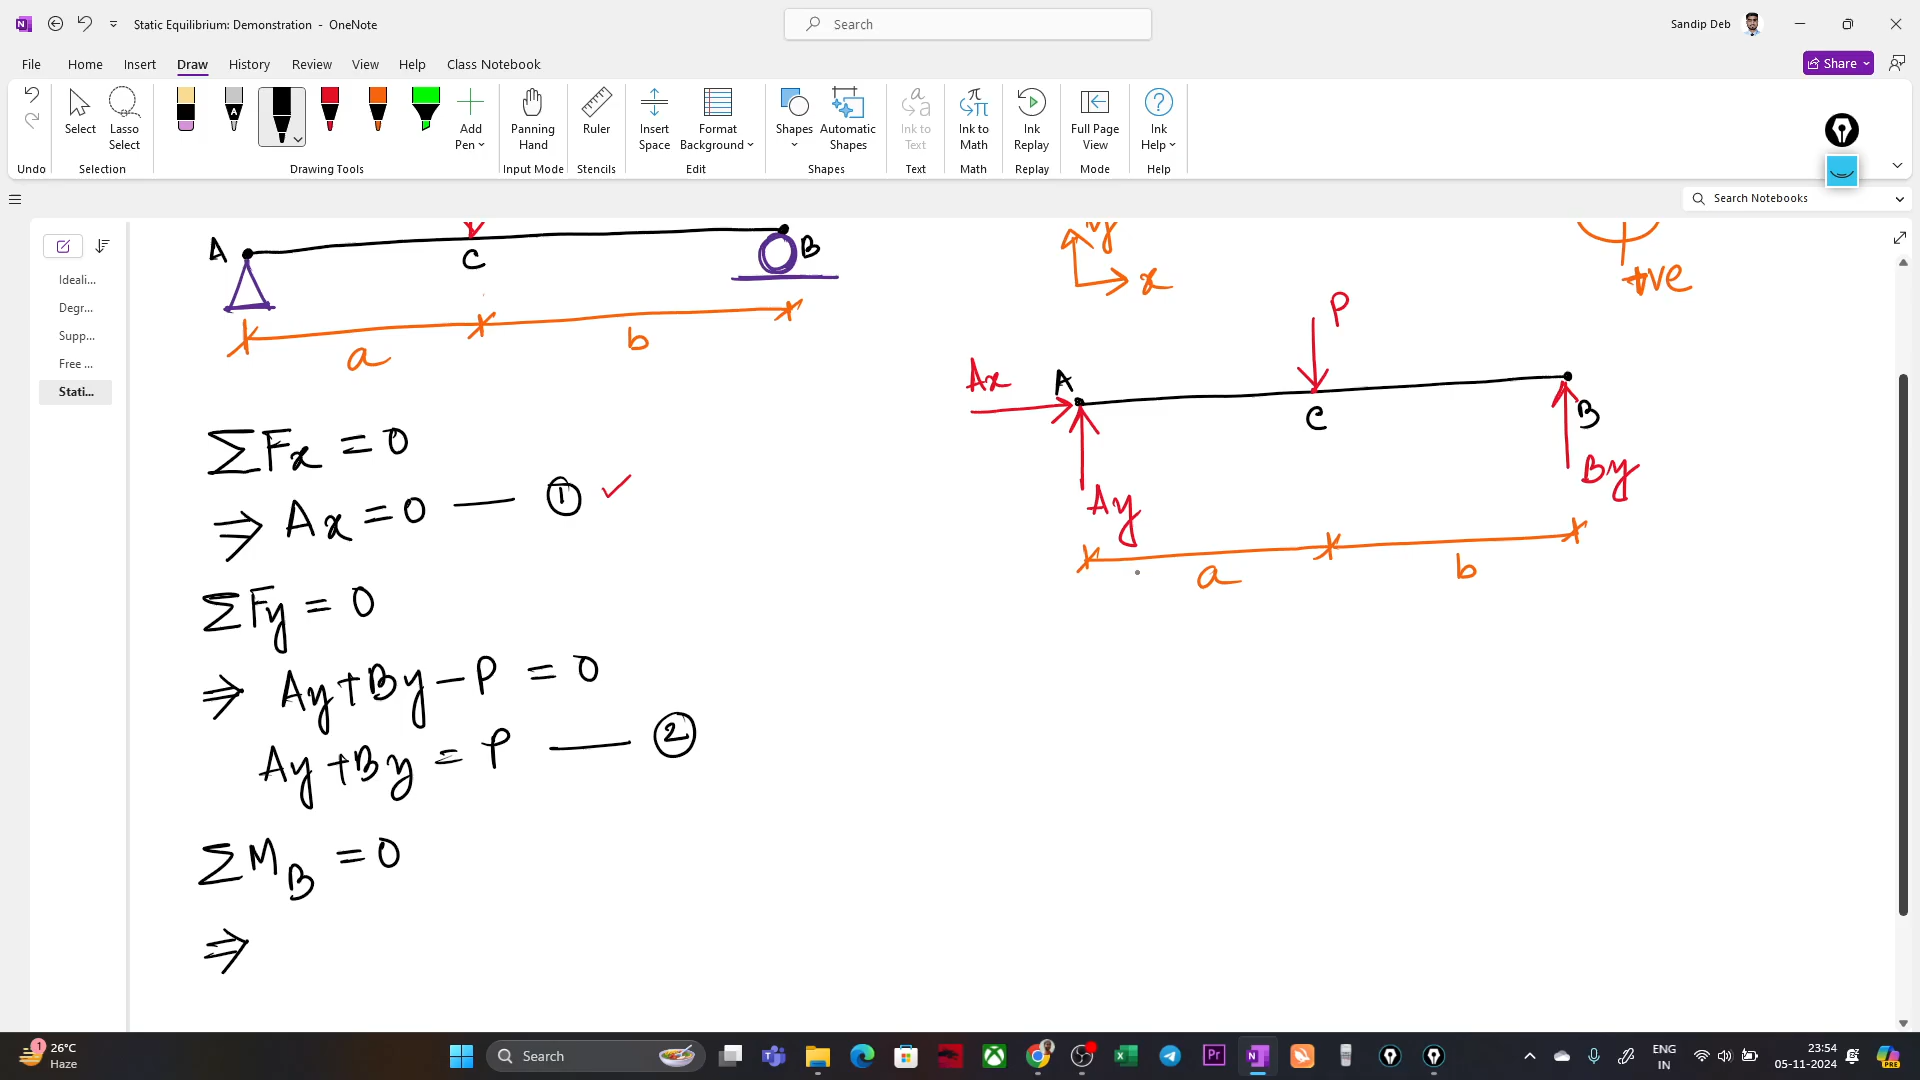 Static Equilibrium: Demonstration - OneNote
Search
Sandip Deb
File Home Insert Draw History Review View Help Class Notebook
Share
Undo
Select
Lasso Select
Selection
A
Drawing Tools
Add Pen
Panning Hand
Input Mode
Ruler
Stencils
Insert Space
Format Background
Edit
Shapes
Automatic Shapes
Shapes
Ink to Text
Text
Ink to Math
Math
Ink Replay
Replay
Full Page View
Mode
Ink Help
Help
Search Notebooks
Ideali...
Degr...
Supp...
Free ...
Stati...
A
C
B
a
b
y
x
+ve
P
Ax
A
C
B
Ay
By
a
b
ΣFx = 0
⇒ Ax = 0 — ① ✓
ΣFy = 0
⇒ Ay + By − P = 0
Ay + By = P — ②
ΣM_B = 0
⇒
1
26°C
Haze
Search
ENG
IN
23:54
05-11-2024
PRE